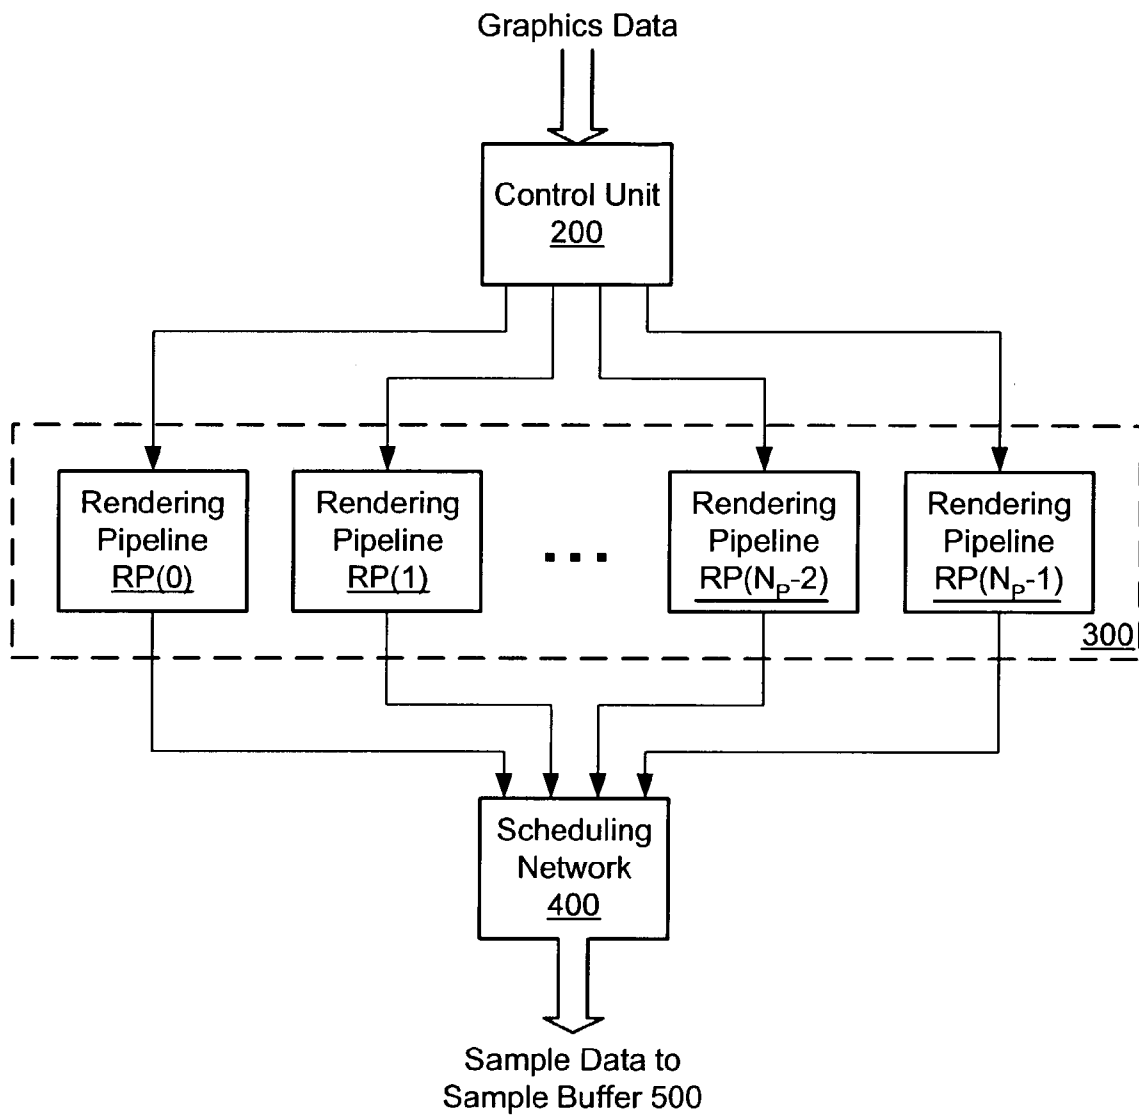 Graphics Data
Control Unit
200
Rendering
Pipeline
RP(0)
Rendering
Pipeline
RP(1)
Rendering
Pipeline
RP(N_P-2)
Rendering
Pipeline
RP(N_P-1)
300
Scheduling
Network
400
Sample Data to
Sample Buffer 500